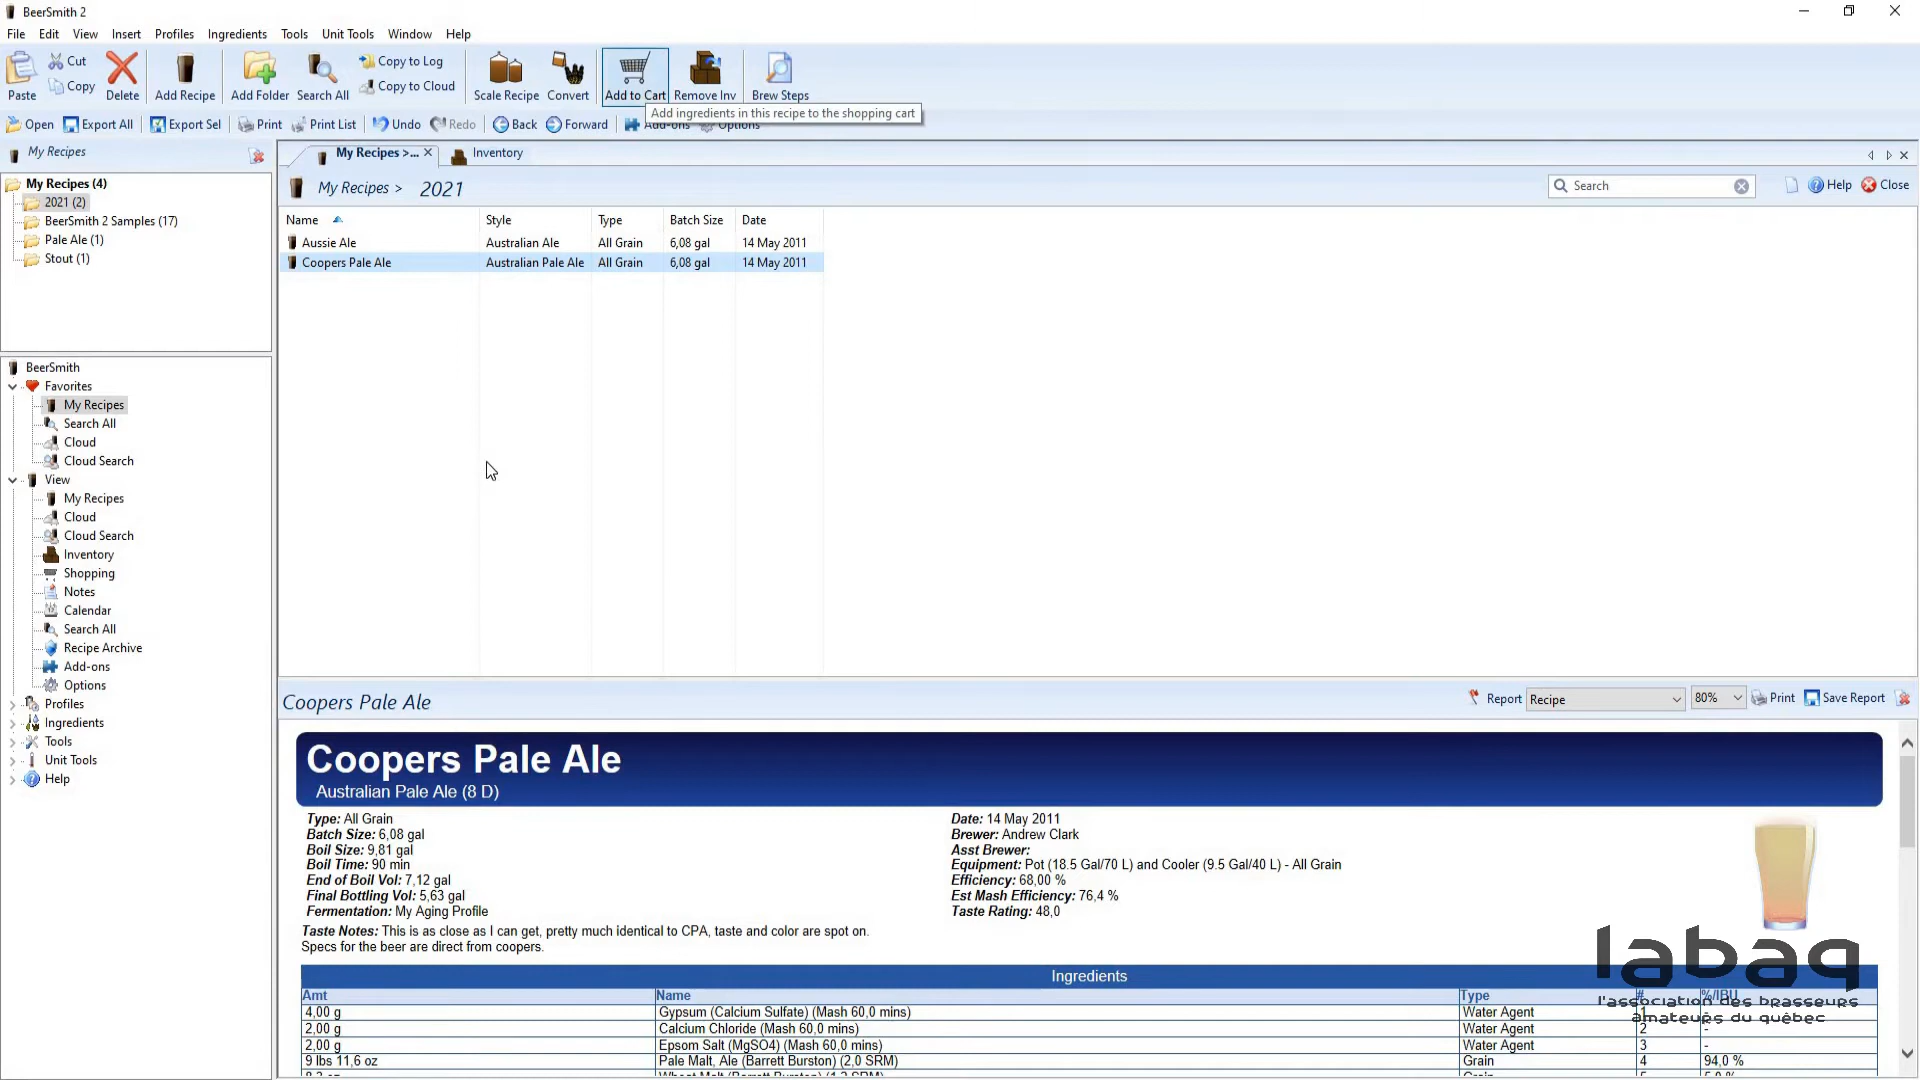 BeerSmith 2
File Edit View Insert Profiles Ingredients Tools Unit Tools Window Help
Paste Cut Copy Delete Add Recipe Add Folder Search All Copy to Log Copy to Cloud Scale Recipe Convert Add to Cart Remove Inv Brew Steps
Add ingredients in this recipe to the shopping cart
Open Export All Export Sel Print Print List Undo Redo Back Forward Add-ons Options
My Recipes
My Recipes >... Inventory
My Recipes > 2021
Search Help Close
My Recipes (4)
2021 (2)
BeerSmith 2 Samples (17)
Pale Ale (1)
Stout (1)
Name Style Type Batch Size Date
Aussie Ale Australian Ale All Grain 6,08 gal 14 May 2011
Coopers Pale Ale Australian Pale Ale All Grain 6,08 gal 14 May 2011
BeerSmith
Favorites
My Recipes
Search All
Cloud
Cloud Search
View
My Recipes
Cloud
Cloud Search
Inventory
Shopping
Notes
Calendar
Search All
Recipe Archive
Add-ons
Options
Profiles
Ingredients
Tools
Unit Tools
Help
Coopers Pale Ale
Report Recipe 80% Print Save Report
Coopers Pale Ale
Australian Pale Ale (8 D)
Type: All Grain
Batch Size: 6,08 gal
Boil Size: 9,81 gal
Boil Time: 90 min
End of Boil Vol: 7,12 gal
Final Bottling Vol: 5,63 gal
Fermentation: My Aging Profile
Date: 14 May 2011
Brewer: Andrew Clark
Asst Brewer:
Equipment: Pot (18.5 Gal/70 L) and Cooler (9.5 Gal/40 L) - All Grain
Efficiency: 68,00 %
Est Mash Efficiency: 76,4 %
Taste Rating: 48,0
Taste Notes: This is as close as I can get, pretty much identical to CPA, taste and color are spot on.
Specs for the beer are direct from coopers.
Ingredients
Amt Name Type # %/IBU
4,00 g Gypsum (Calcium Sulfate) (Mash 60,0 mins) Water Agent 1 -
2,00 g Calcium Chloride (Mash 60,0 mins) Water Agent 2 -
2,00 g Epsom Salt (MgSO4) (Mash 60,0 mins) Water Agent 3 -
9 lbs 11,6 oz Pale Malt, Ale (Barrett Burston) (2,0 SRM) Grain 4 94,0 %
labaq
l'association des brasseurs
amateurs du québec